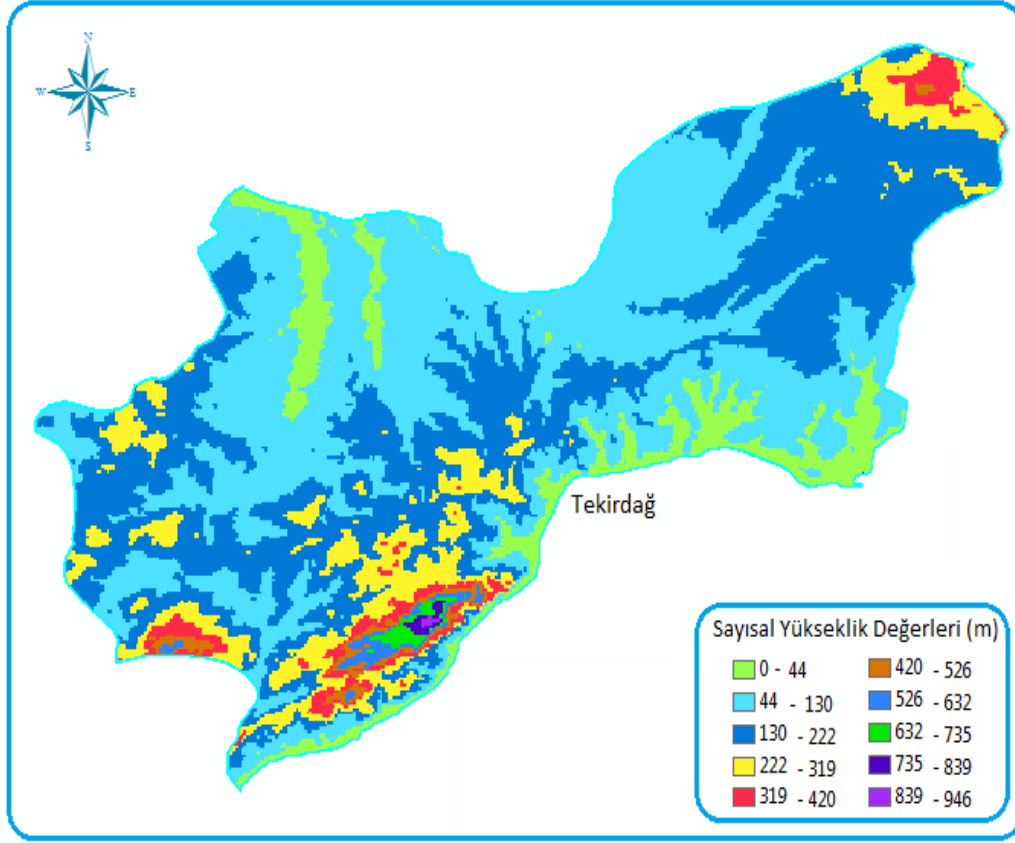 N
W E
S
Tekirdağ
Sayısal Yükseklik Değerleri (m)
0 - 44
44 - 130
130 - 222
222 - 319
319 - 420
420 - 526
526 - 632
632 - 735
735 - 839
839 - 946